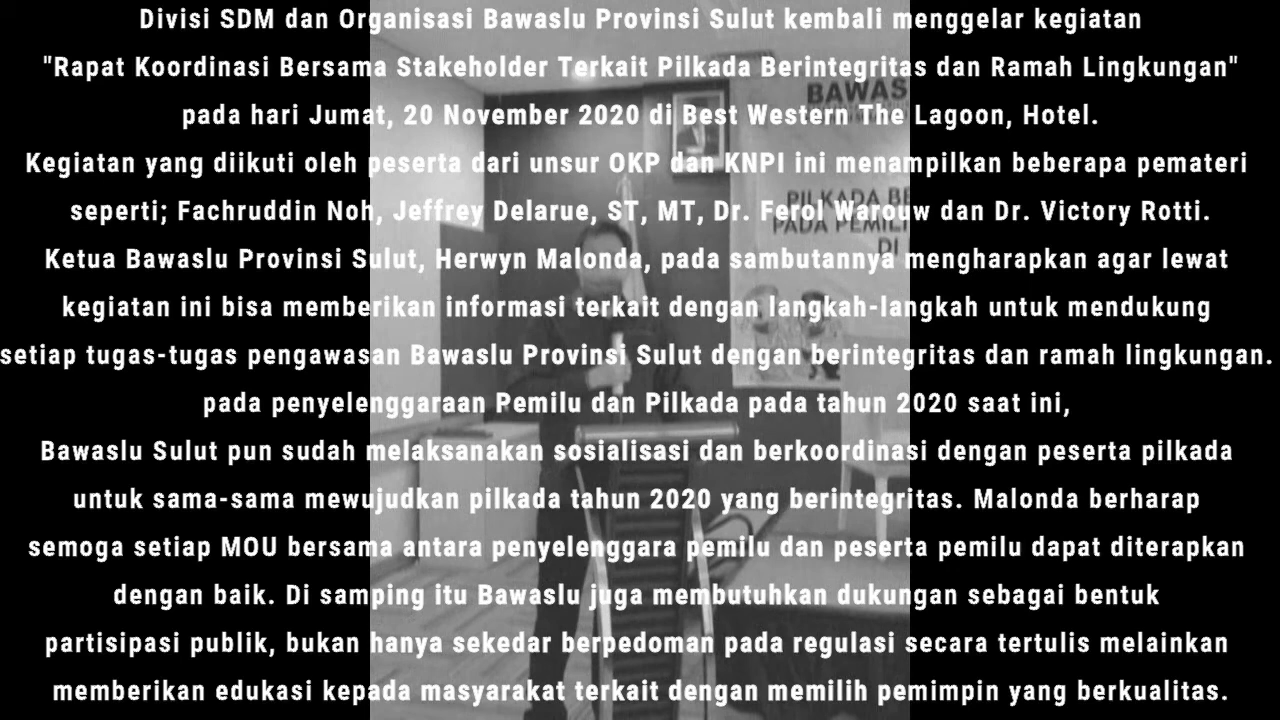 Divisi SDM dan Organisasi Bawaslu Provinsi Sulut kembali menggelar kegiatan
"Rapat Koordinasi Bersama Stakeholder Terkait Pilkada Berintegritas dan Ramah Lingkungan"
pada hari Jumat, 20 November 2020 di Best Western The Lagoon, Hotel.
Kegiatan yang diikuti oleh peserta dari unsur OKP dan KNPI ini menampilkan beberapa pemateri
seperti; Fachruddin Noh, Jeffrey Delarue, ST, MT, Dr. Ferol Warouw dan Dr. Victory Rotti.
Ketua Bawaslu Provinsi Sulut, Herwyn Malonda, pada sambutannya mengharapkan agar lewat
kegiatan ini bisa memberikan informasi terkait dengan langkah-langkah untuk mendukung
setiap tugas-tugas pengawasan Bawaslu Provinsi Sulut dengan berintegritas dan ramah lingkungan.
pada penyelenggaraan Pemilu dan Pilkada pada tahun 2020 saat ini,
Bawaslu Sulut pun sudah melaksanakan sosialisasi dan berkoordinasi dengan peserta pilkada
untuk sama-sama mewujudkan pilkada tahun 2020 yang berintegritas. Malonda berharap
semoga setiap MOU bersama antara penyelenggara pemilu dan peserta pemilu dapat diterapkan
dengan baik. Di samping itu Bawaslu juga membutuhkan dukungan sebagai bentuk
partisipasi publik, bukan hanya sekedar berpedoman pada regulasi secara tertulis melainkan
memberikan edukasi kepada masyarakat terkait dengan memilih pemimpin yang berkualitas.
BAWAS
PILKADA BE
PADA PEMILI
DI